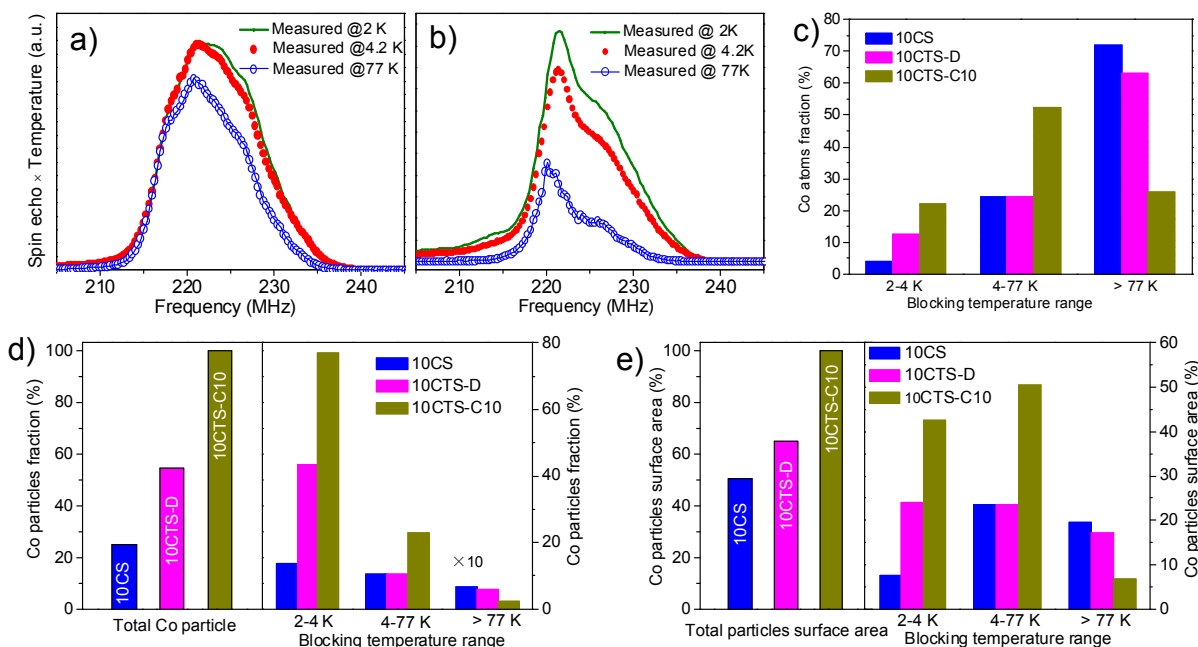 a)
Measured @2 K
Measured @4.2 K
Measured @77 K
Spin echo × Temperature (a.u.)
210 220 230 240
Frequency (MHz)
b)
Measured @ 2K
Measured @ 4.2K
Measured @ 77K
210 220 230 240
Frequency (MHz)
c)
80
70
60
50
40
30
20
10
0
Co atoms fraction (%)
10CS
10CTS-D
10CTS-C10
2-4 K 4-77 K > 77 K
Blocking temperature range
d)
100
80
60
40
20
0
Co particles fraction (%)
10CS
10CTS-D
10CTS-C10
Total Co particle
10CS
10CTS-D
10CTS-C10
×10
2-4 K 4-77 K > 77 K
Blocking temperature range
80
60
40
20
0
Co particles fraction (%)
e)
100
80
60
40
20
0
Co particles surface area (%)
10CS
10CTS-D
10CTS-C10
Total particles surface area
10CS
10CTS-D
10CTS-C10
2-4 K 4-77 K > 77 K
Blocking temperature range
60
50
40
30
20
10
0
Co particles surface area (%)